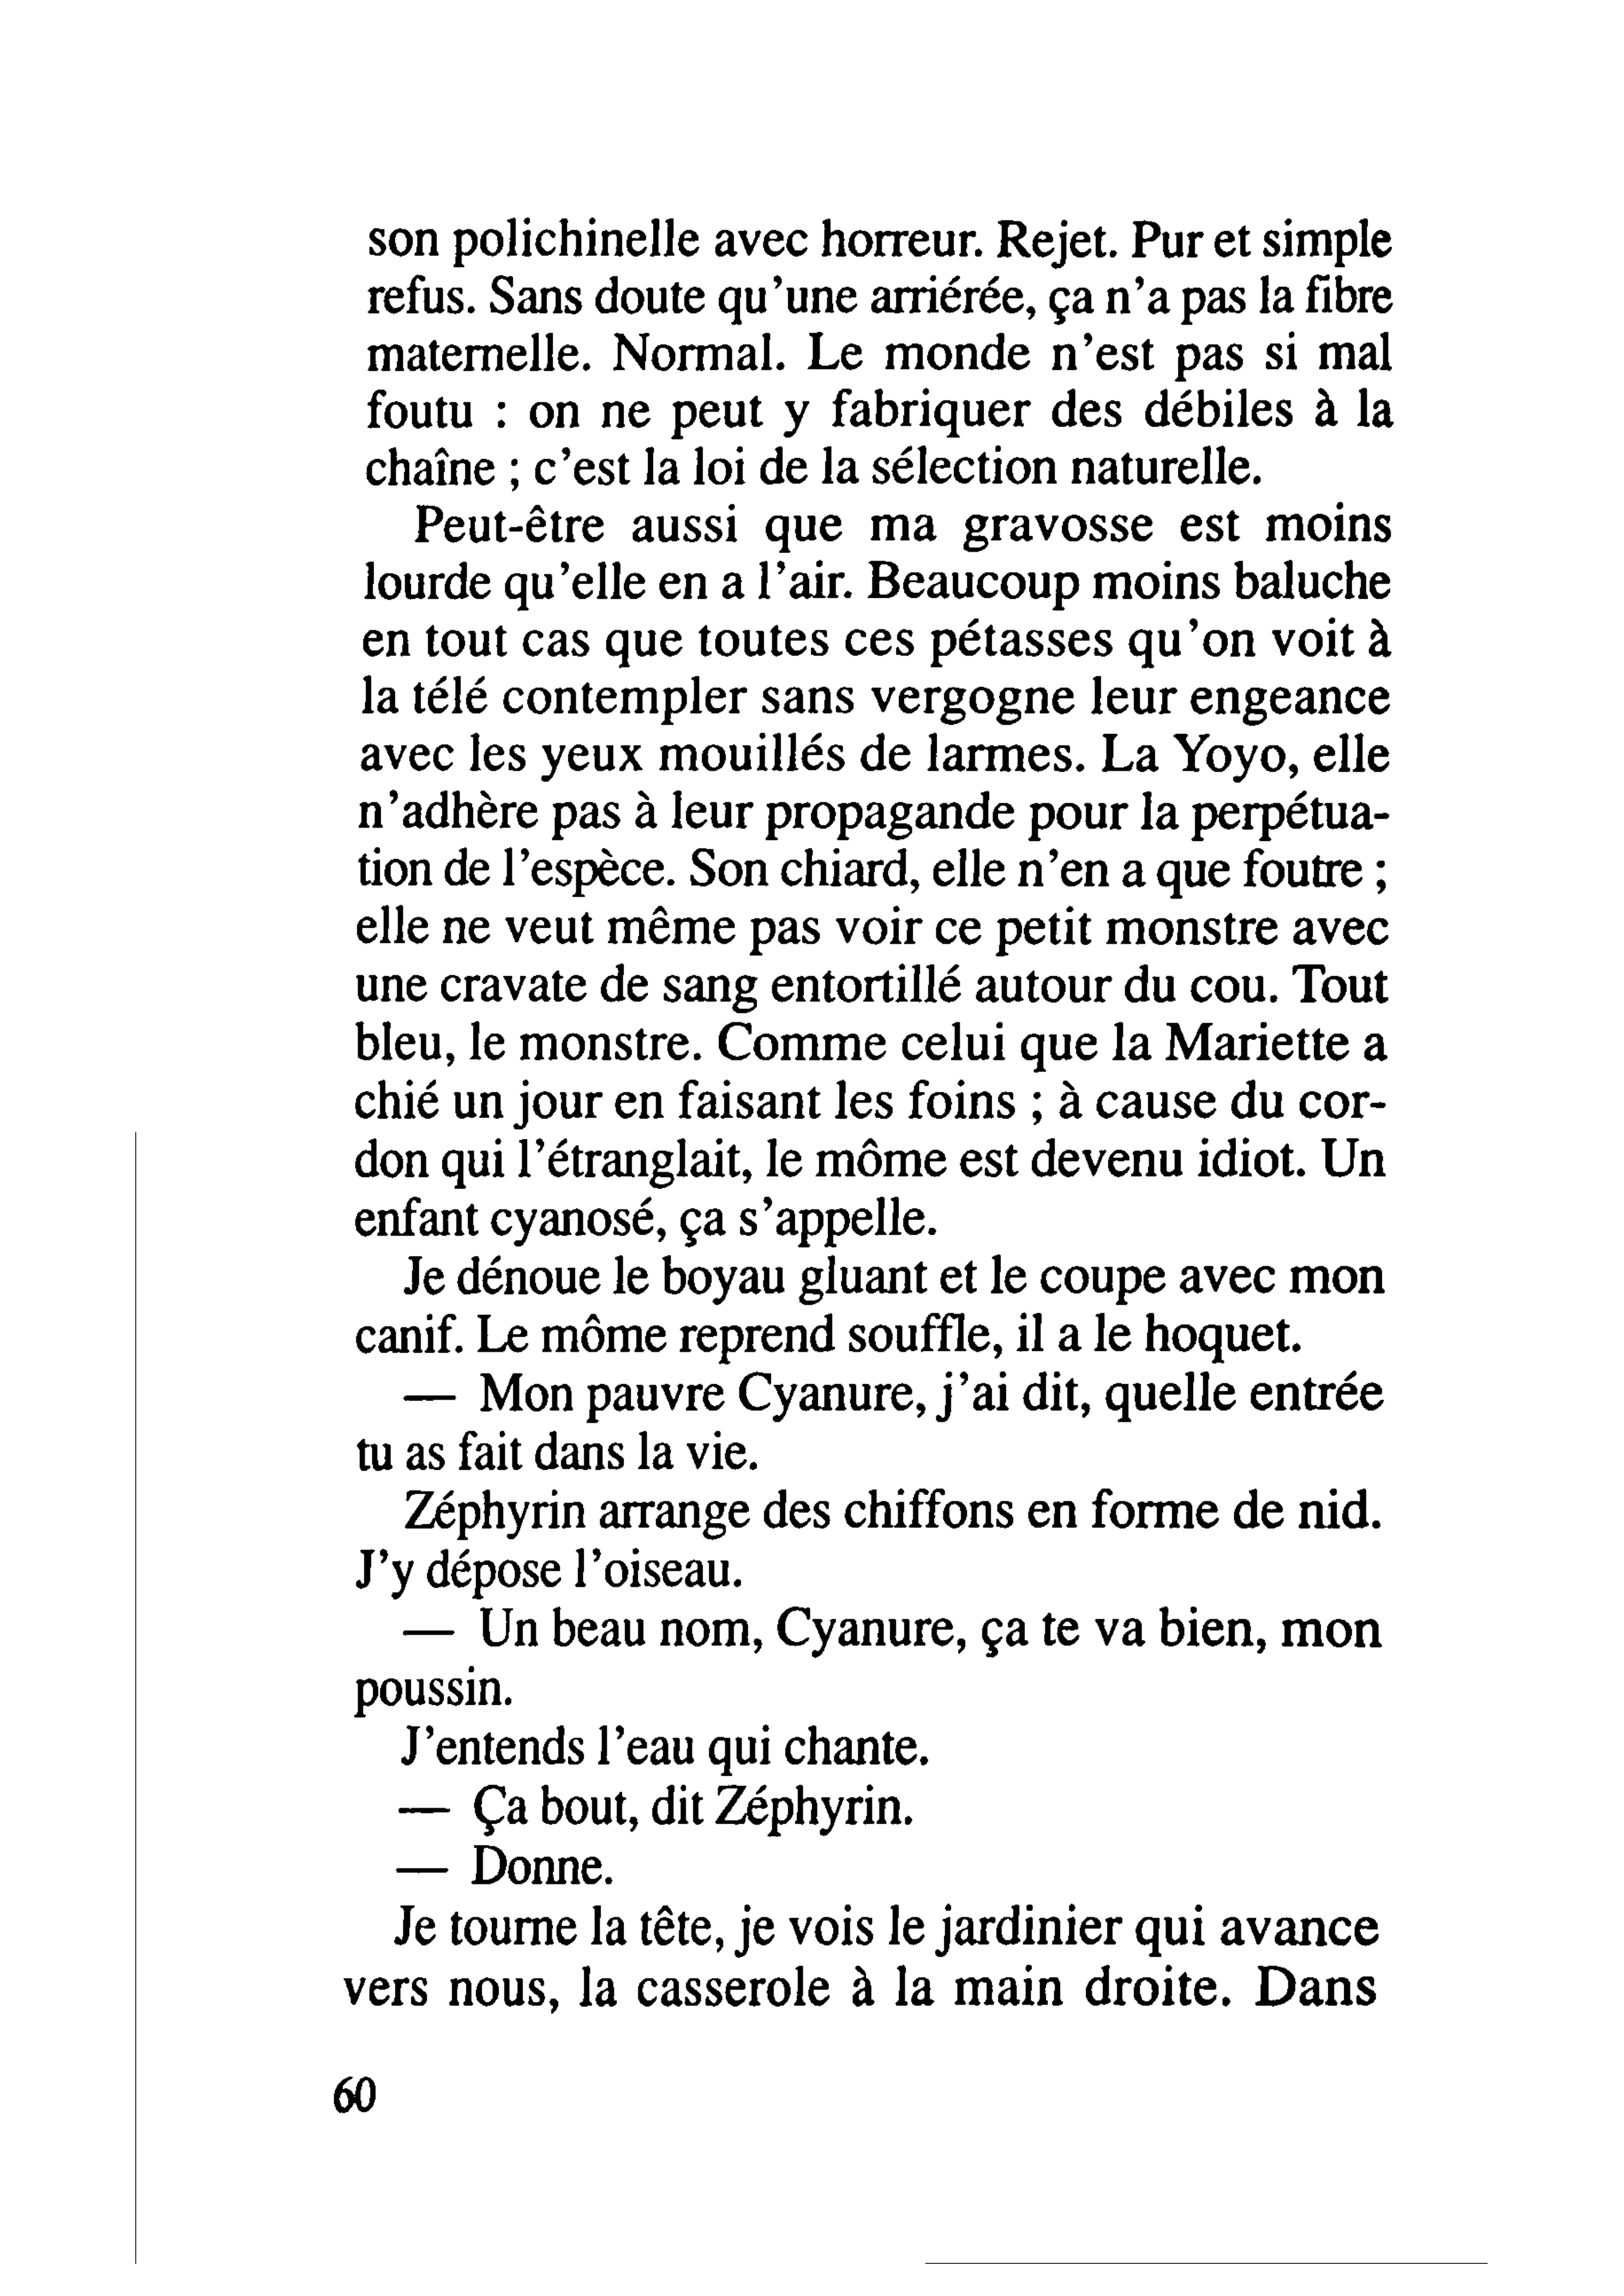 son polichinelle avec horreur. Rejet. Pur et simple
refus. Sans doute qu'une arriérée, ça n'a pas la fibre
maternelle. Normal. Le monde n'est pas si mal
foutu : on ne peut y fabriquer des débiles à la
chaîne ; c'est la loi de la sélection naturelle.
Peut-être aussi que ma gravosse est moins
lourde qu'elle en a l'air. Beaucoup moins baluche
en tout cas que toutes ces pétasses qu'on voit à
la télé contempler sans vergogne leur engeance
avec les yeux mouillés de larmes. La Yoyo, elle
n'adhère pas à leur propagande pour la perpétua-
tion de l'espèce. Son chiard, elle n'en a que foutre ;
elle ne veut même pas voir ce petit monstre avec
une cravate de sang entortillé autour du cou. Tout
bleu, le monstre. Comme celui que la Mariette a
chié un jour en faisant les foins ; à cause du cor-
don qui l'étranglait, le môme est devenu idiot. Un
enfant cyanosé, ça s'appelle.
Je dénoue le boyau gluant et le coupe avec mon
canif. Le môme reprend souffle, il a le hoquet.
— Mon pauvre Cyanure, j'ai dit, quelle entrée
tu as fait dans la vie.
Zéphyrin arrange des chiffons en forme de nid.
J'y dépose l'oiseau.
— Un beau nom, Cyanure, ça te va bien, mon
poussin.
J'entends l'eau qui chante.
— Ça bout, dit Zéphyrin.
— Donne.
Je tourne la tête, je vois le jardinier qui avance
vers nous, la casserole à la main droite. Dans
60